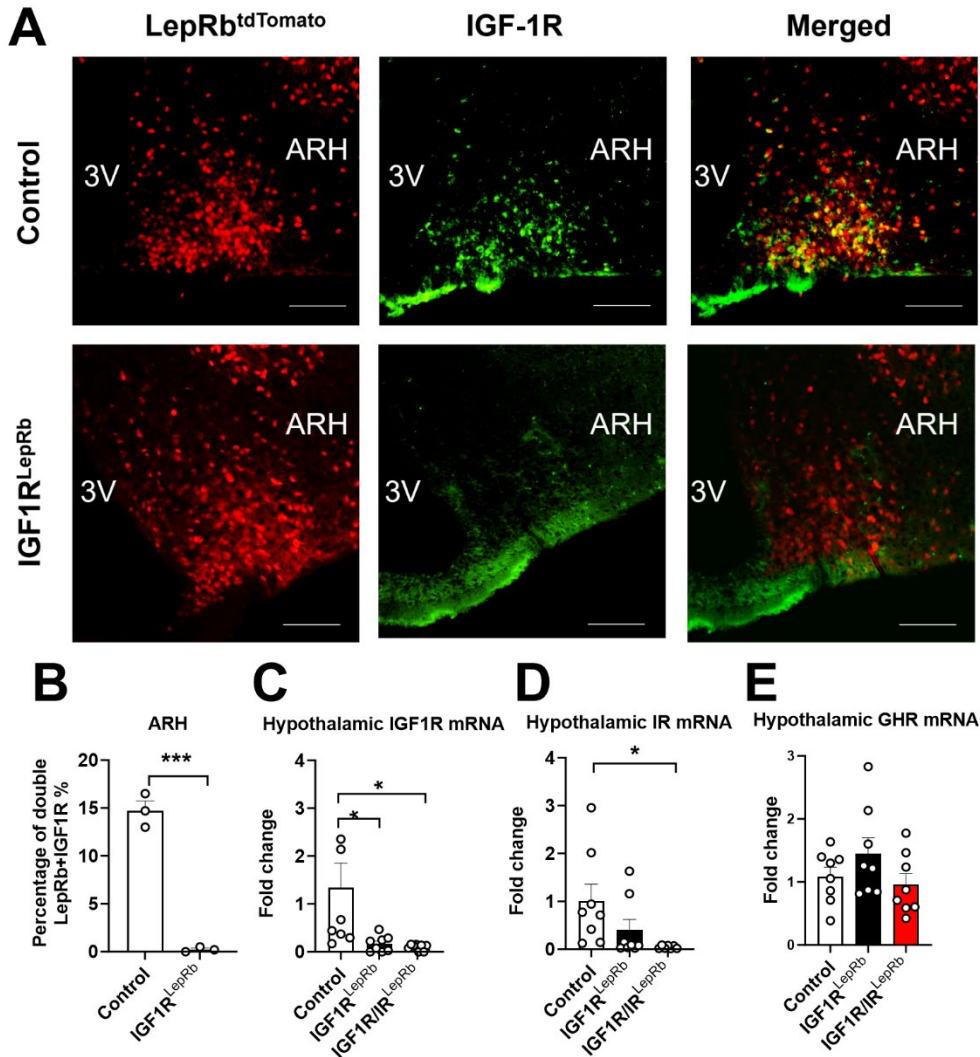 A
LepRb^tdTomato
IGF-1R
Merged
Control
3V
ARH
3V
ARH
3V
ARH
IGF1R^LepRb
3V
ARH
3V
ARH
3V
ARH
B
ARH
Percentage of double
LepRb+IGF1R %
20
15
10
5
0
***
Control
IGF1R^LepRb
C
Hypothalamic IGF1R mRNA
Fold change
4
3
2
1
0
*
*
Control
IGF1R^LepRb
IGF1R/IR^LepRb
D
Hypothalamic IR mRNA
Fold change
4
3
2
1
0
*
Control
IGF1R^LepRb
IGF1R/IR^LepRb
E
Hypothalamic GHR mRNA
Fold change
3
2
1
0
Control
IGF1R^LepRb
IGF1R/IR^LepRb